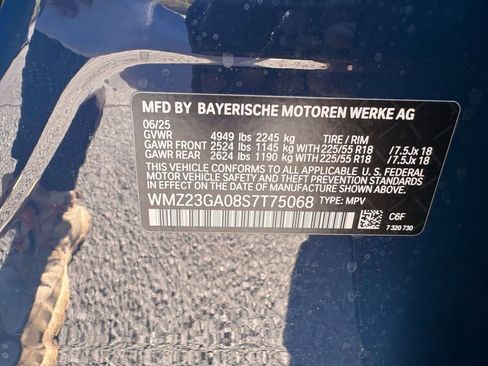 MFD BY BAYERISCHE MOTOREN WERKE AG
06/25
GVWR 4949 lbs 2245 kg TIRE / RIM
GAWR FRONT 2524 lbs 1145 kg WITH 225/55 R18 /7.5Jx 18
GAWR REAR 2624 lbs 1190 kg WITH 225/55 R18 /7.5Jx 18
THIS VEHICLE CONFORMS TO ALL APPLICABLE U. S. FEDERAL
MOTOR VEHICLE SAFETY, BUMPER, AND THEFT PREVENTION
STANDARDS IN EFFECT ON THE DATE OF MANUFACTURE SHOWN ABOVE.
WMZ23GA08S7T75068 TYPE: MPV
C6F
7 320 730